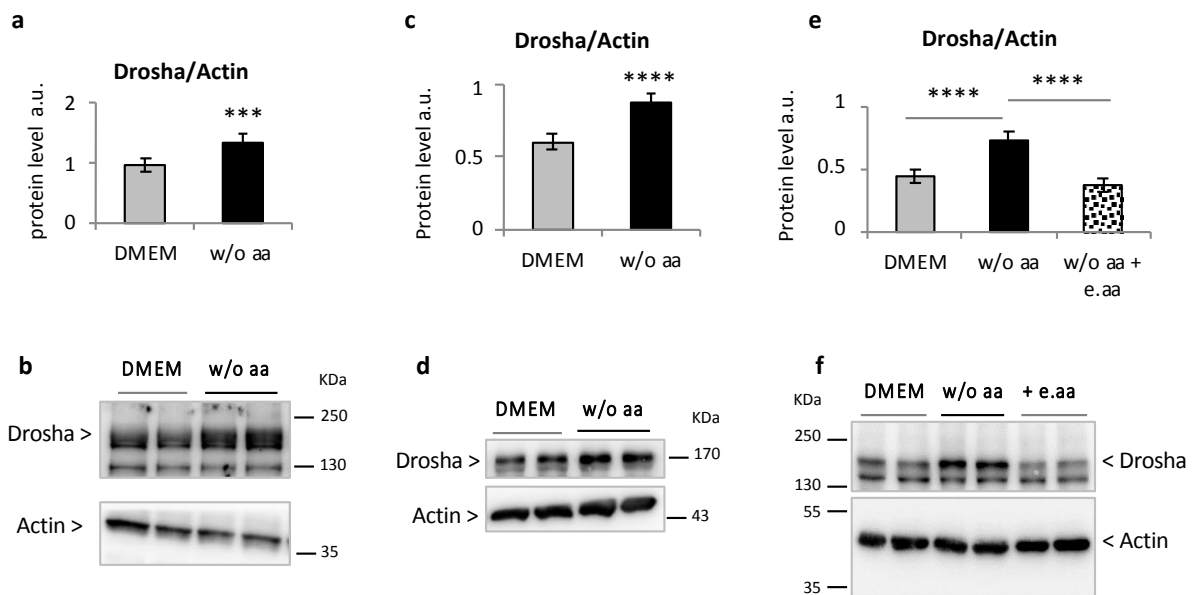 a
Drosha/Actin
protein level a.u.
2
1
0
***
DMEM
w/o aa
c
Drosha/Actin
Protein level a.u.
1
0.5
0
****
DMEM
w/o aa
e
Drosha/Actin
Protein level a.u.
1
0.5
0
****
****
DMEM
w/o aa
w/o aa +
e.aa
b
DMEM
w/o aa
KDa
250
Drosha >
130
Actin >
35
d
DMEM
w/o aa
KDa
Drosha >
170
Actin >
43
f
KDa
DMEM
w/o aa
+ e.aa
250
< Drosha
130
55
< Actin
35